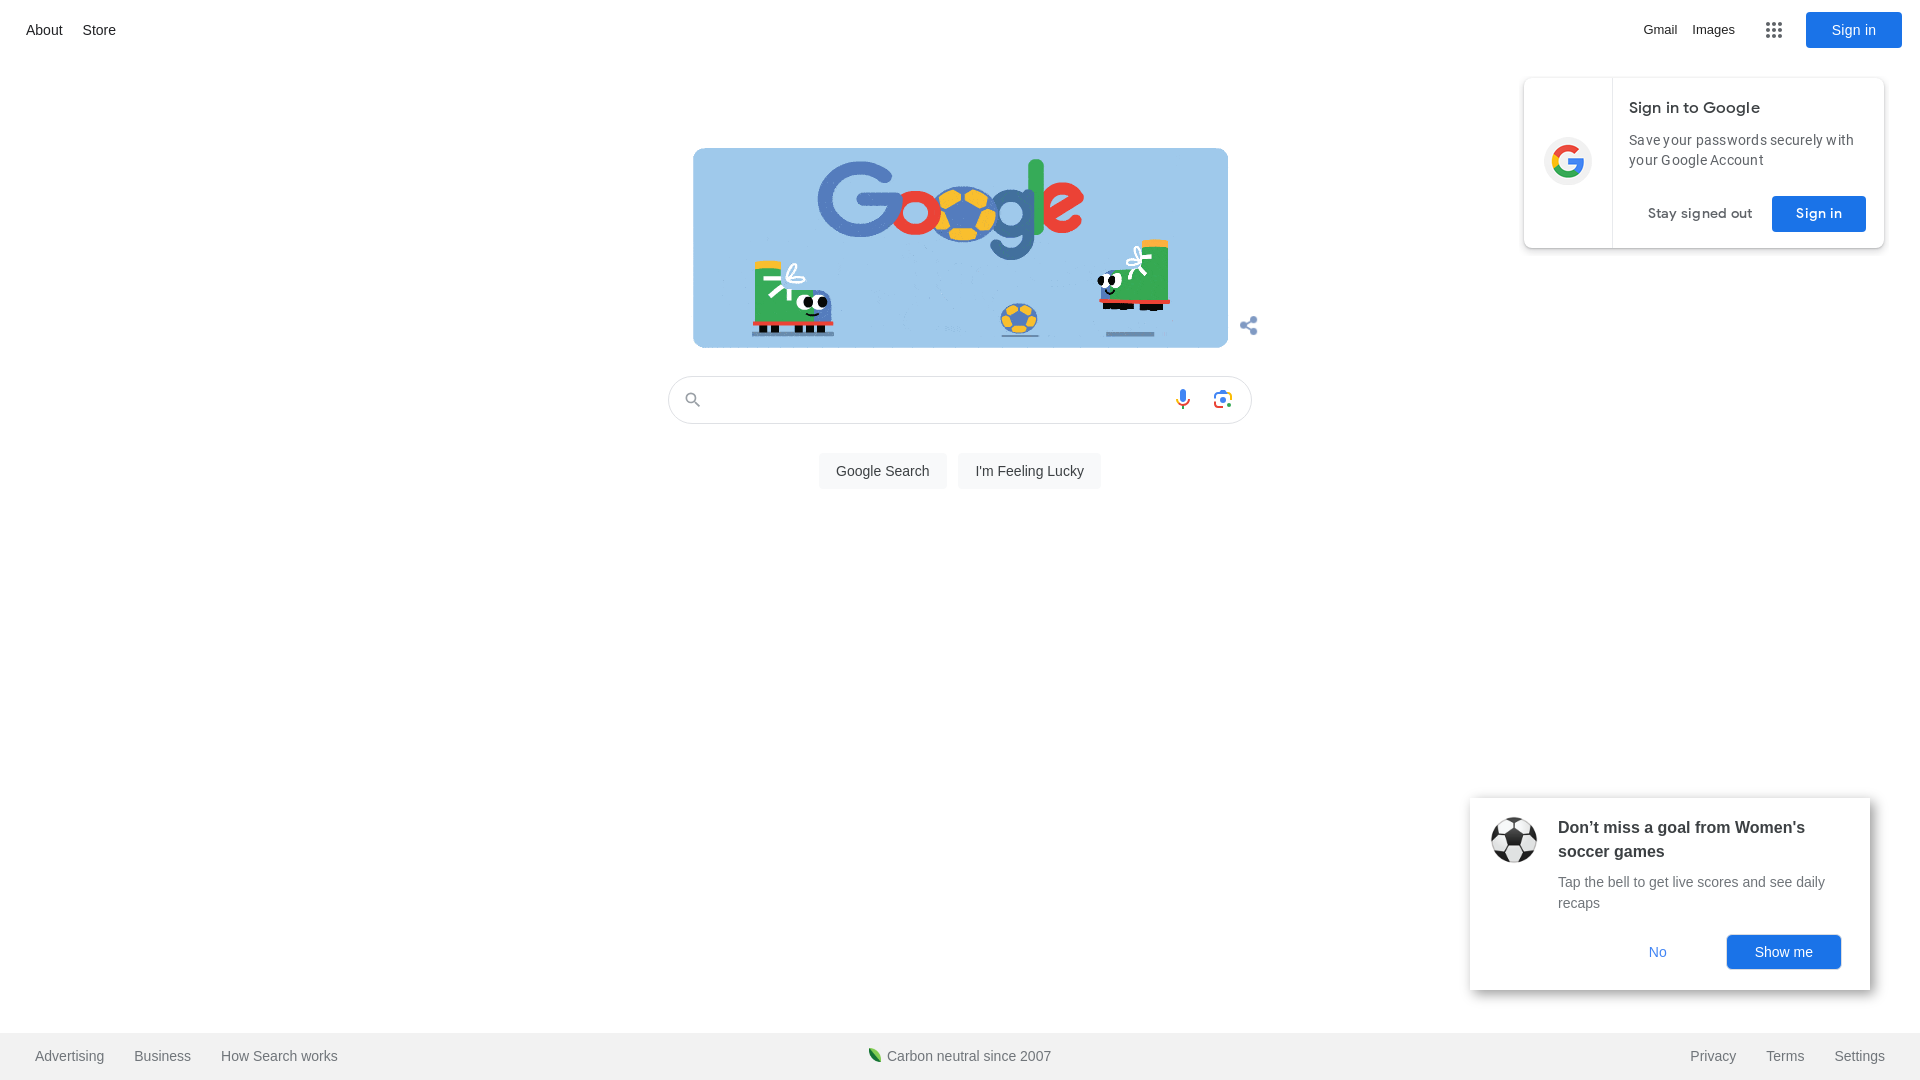 About Store
Gmail Images Sign in
Sign in to Google
Save your passwords securely with
your Google Account
Stay signed out Sign in
Google
Google Search I'm Feeling Lucky
Don’t miss a goal from Women's
soccer games
Tap the bell to get live scores and see daily
recaps
No Show me
Advertising Business How Search works
Carbon neutral since 2007
Privacy Terms Settings